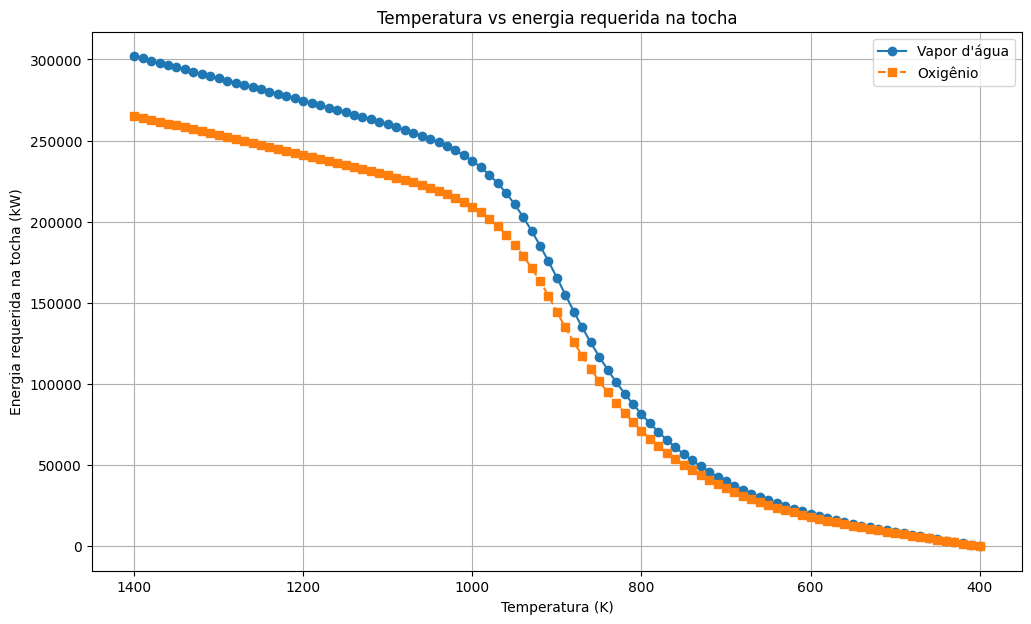 Temperatura vs energia requerida na tocha
Vapor d'água
Oxigênio
Energia requerida na tocha (kW)
300000
250000
200000
150000
100000
50000
0
1400
1200
1000
800
600
400
Temperatura (K)